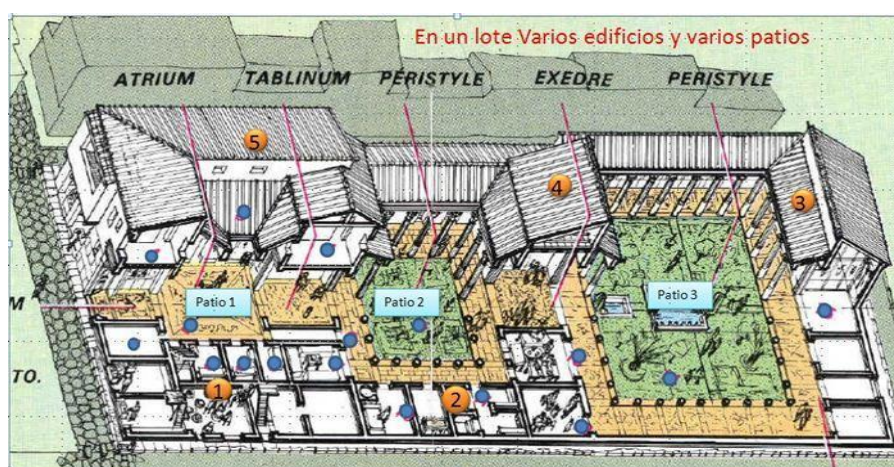 En un lote Varios edificios y varios patios
ATRIUM TABLINUM PÉRISTYLE EXEDRE PERISTYLE
5
4
3
Patio 1 Patio 2 Patio 3
M
TO.
1
2